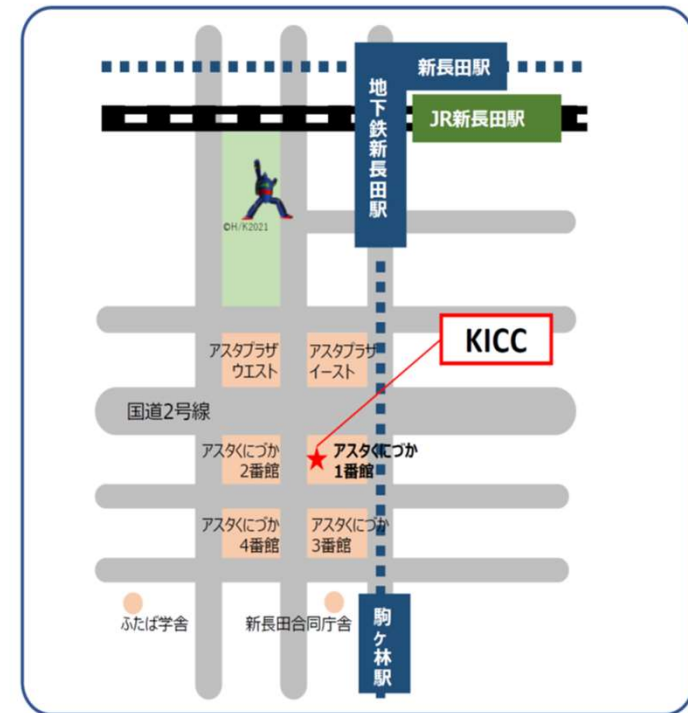 新長田駅
JR新長田駅
地下鉄新長田駅
©H/K2021
KICC
アスタプラザ
ウエスト
アスタプラザ
イースト
国道2号線
アスタくにづか
2番館
アスタくにづか
1番館
アスタくにづか
4番館
アスタくにづか
3番館
ふたば学舎
新長田合同庁舎
駒ヶ林駅